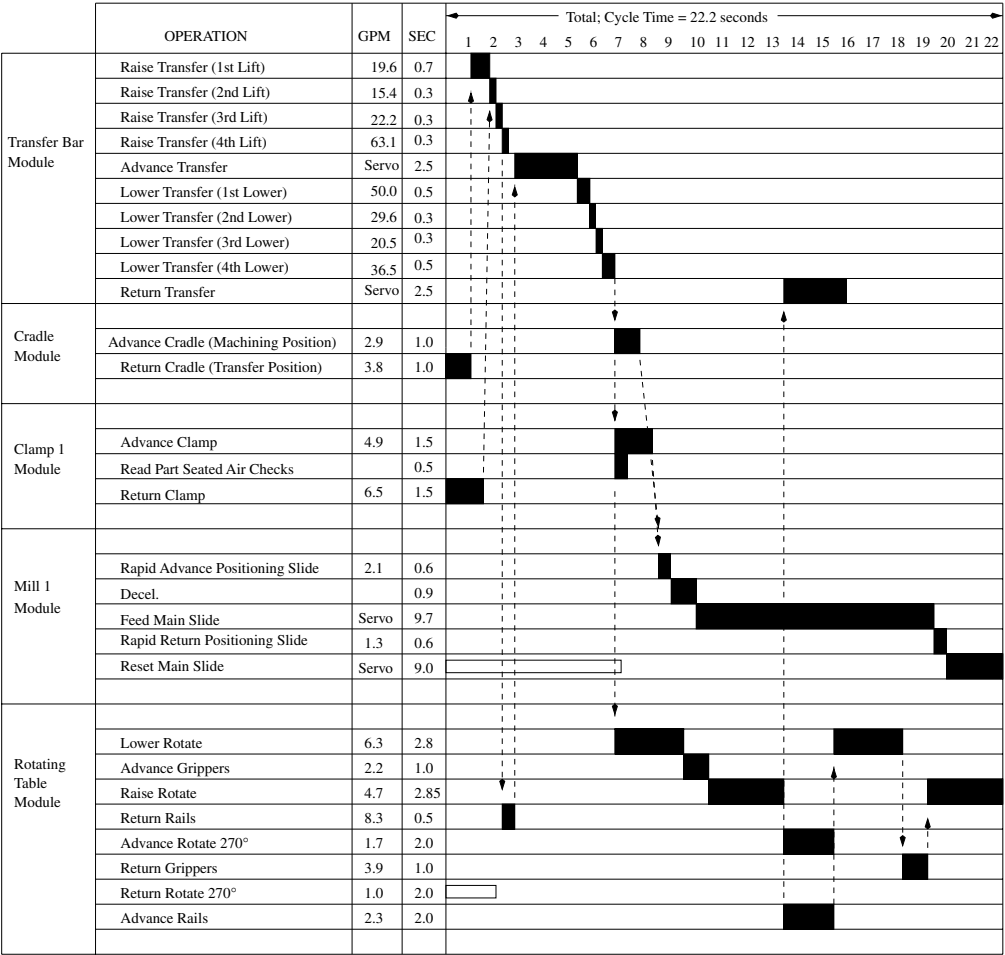 Total; Cycle Time = 22.2 seconds
OPERATION GPM SEC 1 2 3 4 5 6 7 8 9 10 11 12 13 14 15 16 17 18 19 20 21 22
Transfer Bar
Module
Raise Transfer (1st Lift) 19.6 0.7
Raise Transfer (2nd Lift) 15.4 0.3
Raise Transfer (3rd Lift) 22.2 0.3
Raise Transfer (4th Lift) 63.1 0.3
Advance Transfer Servo 2.5
Lower Transfer (1st Lower) 50.0 0.5
Lower Transfer (2nd Lower) 29.6 0.3
Lower Transfer (3rd Lower) 20.5 0.3
Lower Transfer (4th Lower) 36.5 0.5
Return Transfer Servo 2.5
Cradle
Module
Advance Cradle (Machining Position) 2.9 1.0
Return Cradle (Transfer Position) 3.8 1.0
Clamp 1
Module
Advance Clamp 4.9 1.5
Read Part Seated Air Checks 0.5
Return Clamp 6.5 1.5
Mill 1
Module
Rapid Advance Positioning Slide 2.1 0.6
Decel. 0.9
Feed Main Slide Servo 9.7
Rapid Return Positioning Slide 1.3 0.6
Reset Main Slide Servo 9.0
Rotating
Table
Module
Lower Rotate 6.3 2.8
Advance Grippers 2.2 1.0
Raise Rotate 4.7 2.85
Return Rails 8.3 0.5
Advance Rotate 270° 1.7 2.0
Return Grippers 3.9 1.0
Return Rotate 270° 1.0 2.0
Advance Rails 2.3 2.0